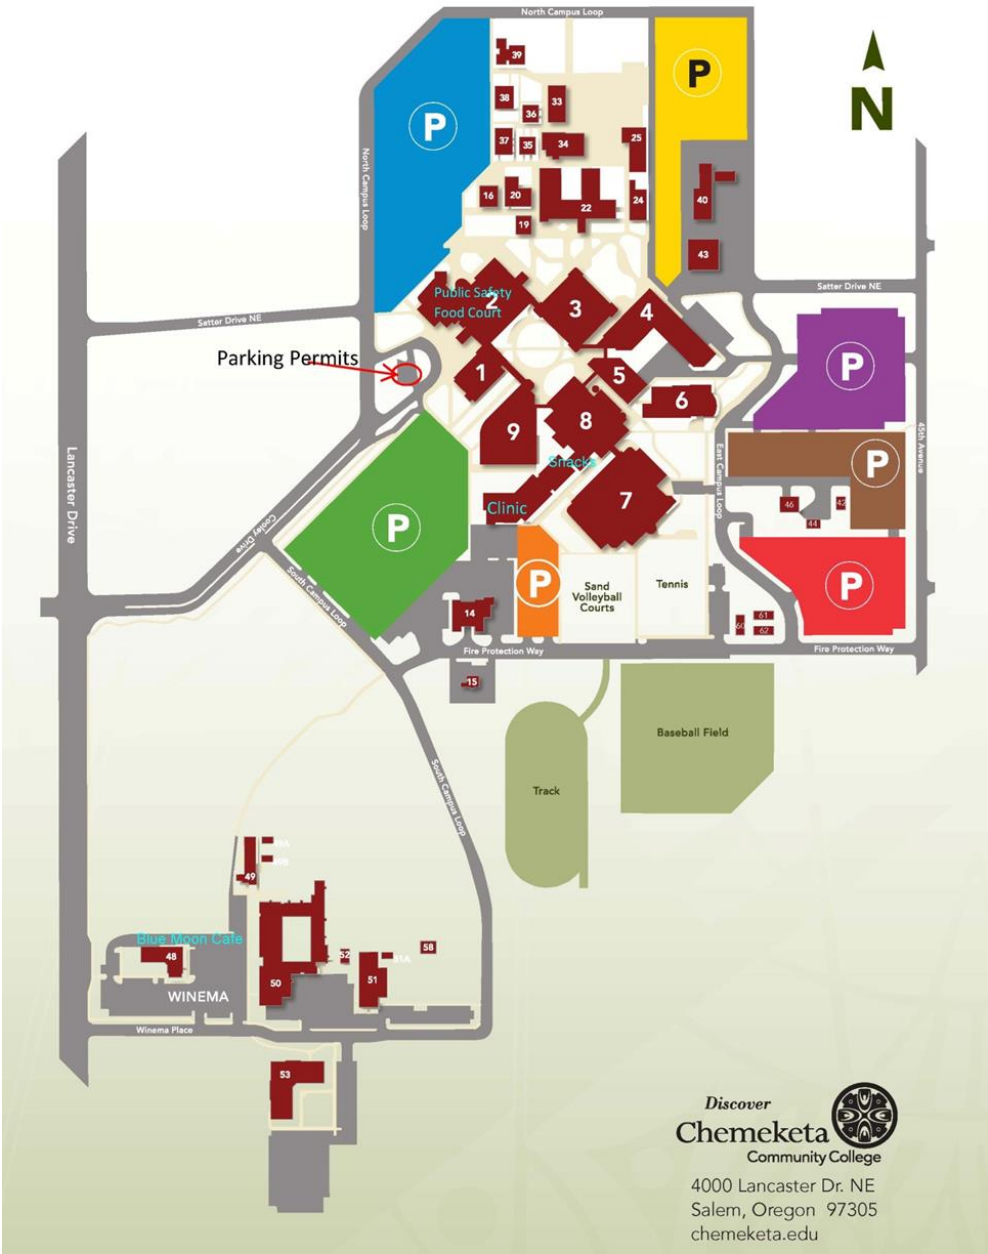 North Campus Loop
P
39
P
N
38
33
36
P
37
35
34
25
North Campus Loop
16
20
22
24
40
19
43
Public Safety
2
Food Court
3
4
Satter Drive NE
Satter Drive NE
Parking Permits
1
5
P
6
8
9
45th Avenue
Lancaster Drive
East Campus Loop
Snacks
P
7
Clinic
46
42
44
P
Cooley Drive
South Campus Loop
P
Sand
Volleyball
Courts
Tennis
P
14
60
61
62
Fire Protection Way
Fire Protection Way
15
Baseball Field
Track
South Campus Loop
49
Blue Moon Cafe
48
52
58
51A
50
51
WINEMA
Winema Place
53
Discover
Chemeketa
Community College
4000 Lancaster Dr. NE
Salem, Oregon 97305
chemeketa.edu